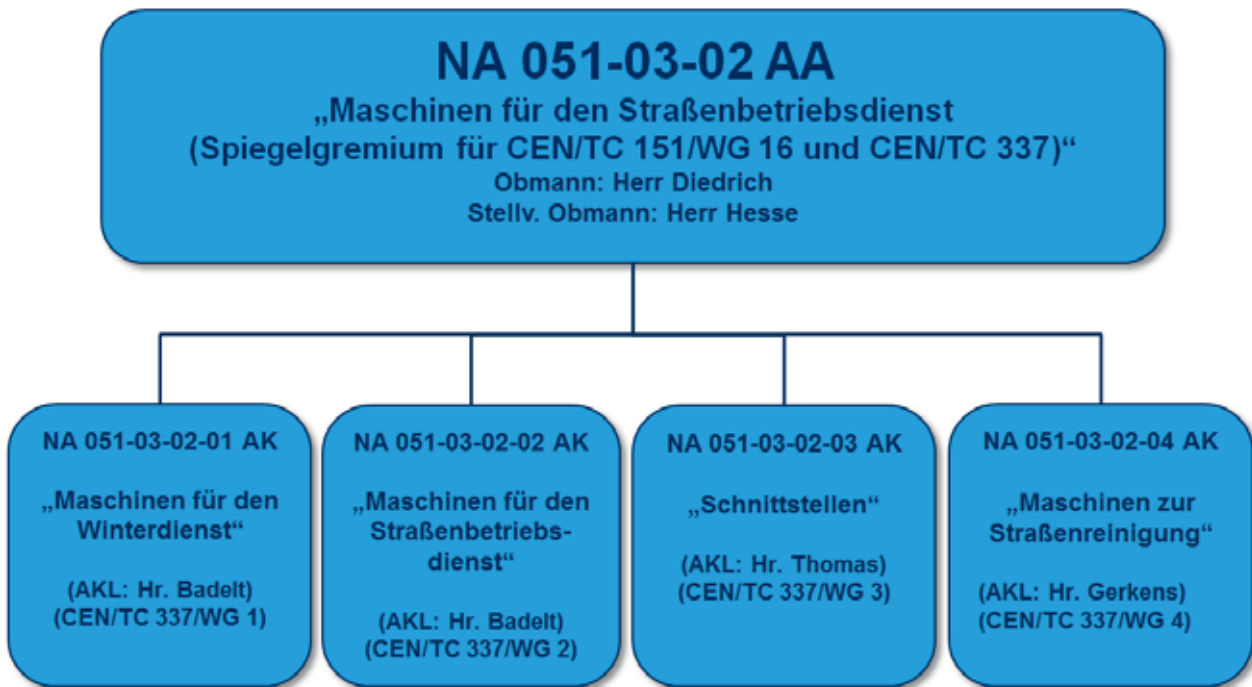 NA 051-03-02 AA
„Maschinen für den Straßenbetriebsdienst
(Spiegelgremium für CEN/TC 151/WG 16 und CEN/TC 337)“
Obmann: Herr Diedrich
Stellv. Obmann: Herr Hesse
NA 051-03-02-01 AK
„Maschinen für den
Winterdienst“
(AKL: Hr. Badelt)
(CEN/TC 337/WG 1)
NA 051-03-02-02 AK
„Maschinen für den
Straßenbetriebs-
dienst“
(AKL: Hr. Badelt)
(CEN/TC 337/WG 2)
NA 051-03-02-03 AK
„Schnittstellen“
(AKL: Hr. Thomas)
(CEN/TC 337/WG 3)
NA 051-03-02-04 AK
„Maschinen zur
Straßenreinigung“
(AKL: Hr. Gerkens)
(CEN/TC 337/WG 4)